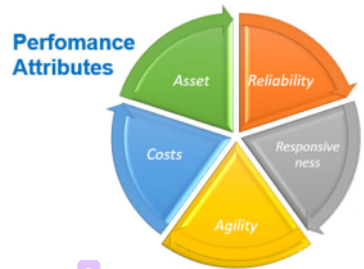 Perfomance
Attributes
Asset
Reliability
Responsive
ness
Costs
Agility